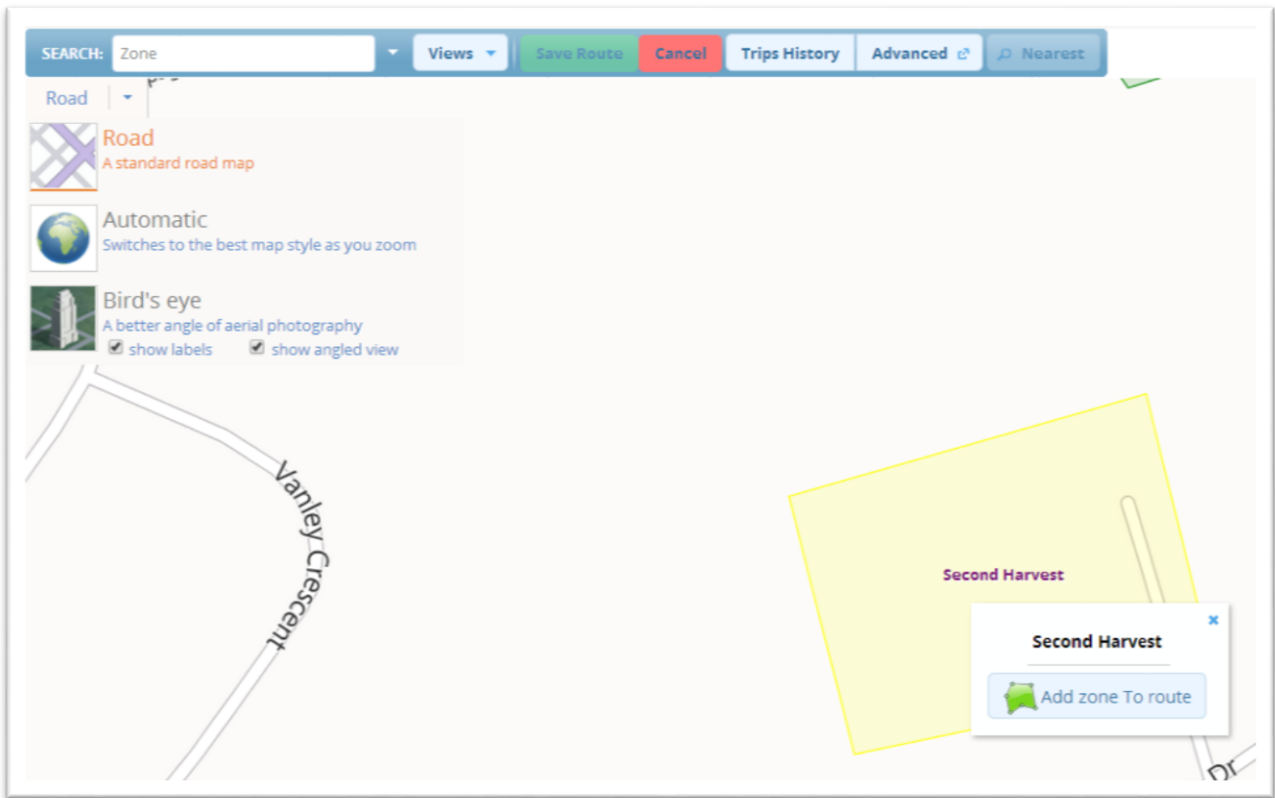 SEARCH: Zone Views Save Route Cancel Trips History Advanced Nearest
Road
Road
A standard road map
Automatic
Switches to the best map style as you zoom
Bird's eye
A better angle of aerial photography
show labels show angled view
Vanley Crescent
Second Harvest
Second Harvest
Add zone To route
Dr